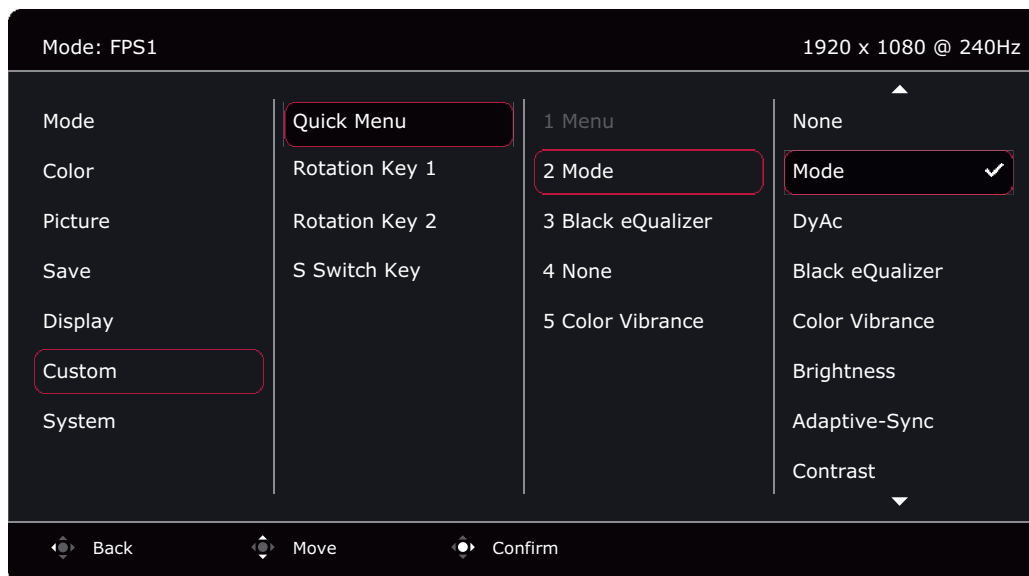 Mode: FPS1
1920 x 1080 @ 240Hz
Mode
Color
Picture
Save
Display
Custom
System
Quick Menu
Rotation Key 1
Rotation Key 2
S Switch Key
1 Menu
2 Mode
3 Black eQualizer
4 None
5 Color Vibrance
None
Mode
DyAc
Black eQualizer
Color Vibrance
Brightness
Adaptive-Sync
Contrast
Back
Move
Confirm